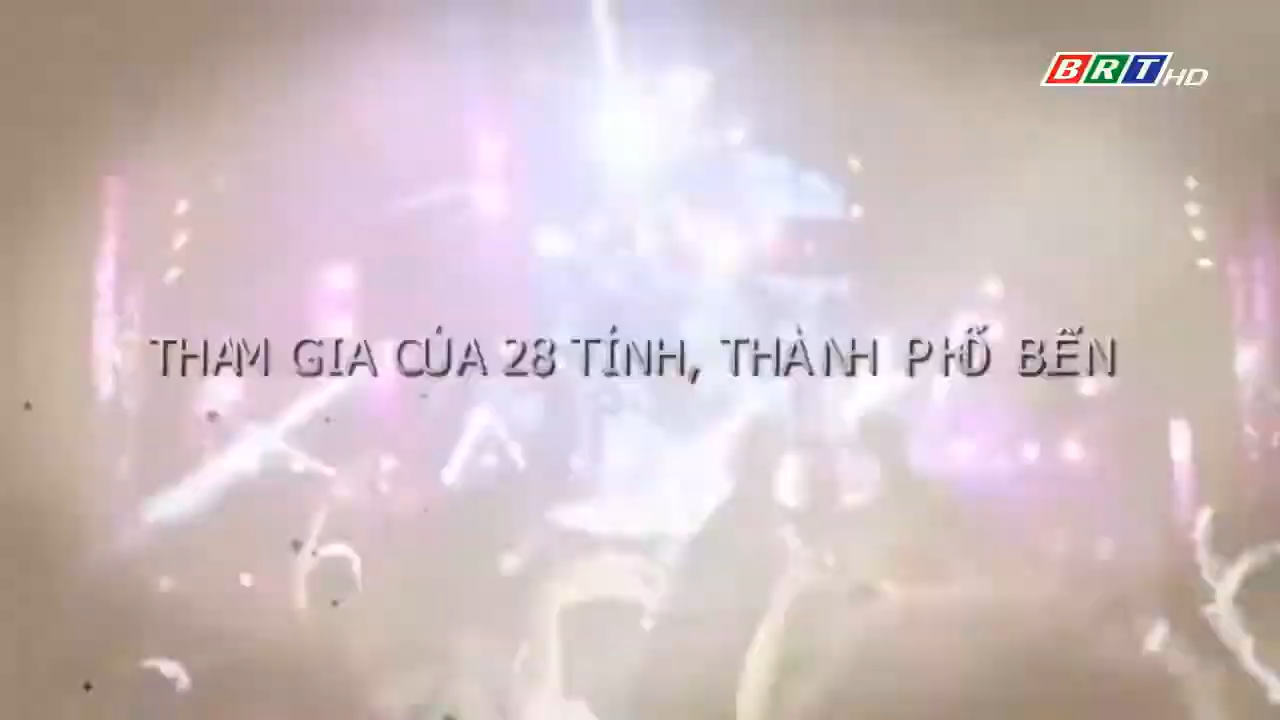 BRT HD
THAM GIA CỦA 28 TỈNH, THÀNH PHỐ BẾN